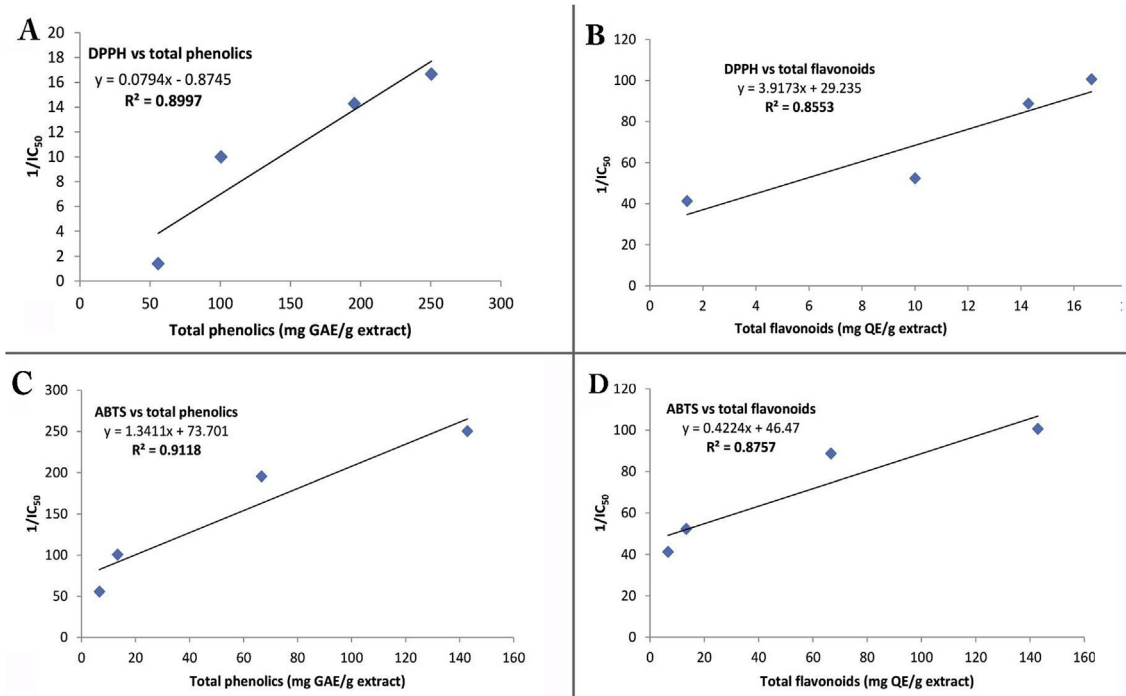 A
DPPH vs total phenolics
y = 0.0794x - 0.8745
R² = 0.8997
20
18
16
14
12
10
8
6
4
2
0
1/IC50
0 50 100 150 200 250 300
Total phenolics (mg GAE/g extract)
B
DPPH vs total flavonoids
y = 3.9173x + 29.235
R² = 0.8553
120
100
80
60
40
20
0
1/IC50
0 2 4 6 8 10 12 14 16
Total flavonoids (mg QE/g extract)
C
ABTS vs total phenolics
y = 1.3411x + 73.701
R² = 0.9118
300
250
200
150
100
50
0
1/IC50
0 20 40 60 80 100 120 140 160
Total phenolics (mg GAE/g extract)
D
ABTS vs total flavonoids
y = 0.4224x + 46.47
R² = 0.8757
120
100
80
60
40
20
0
1/IC50
0 20 40 60 80 100 120 140 160
Total flavonoids (mg QE/g extract)